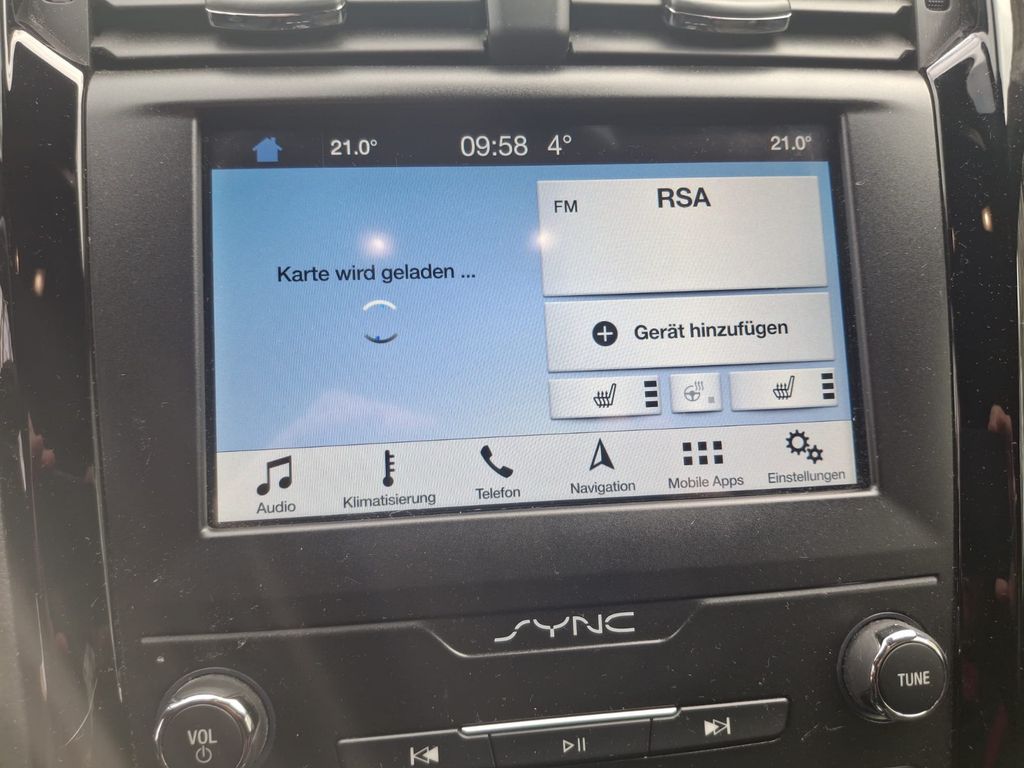 21.0°
09:58
4°
21.0°
Karte wird geladen ...
FM
RSA
Gerät hinzufügen
Audio
Klimatisierung
Telefon
Navigation
Mobile Apps
Einstellungen
SYNC
VOL
TUNE